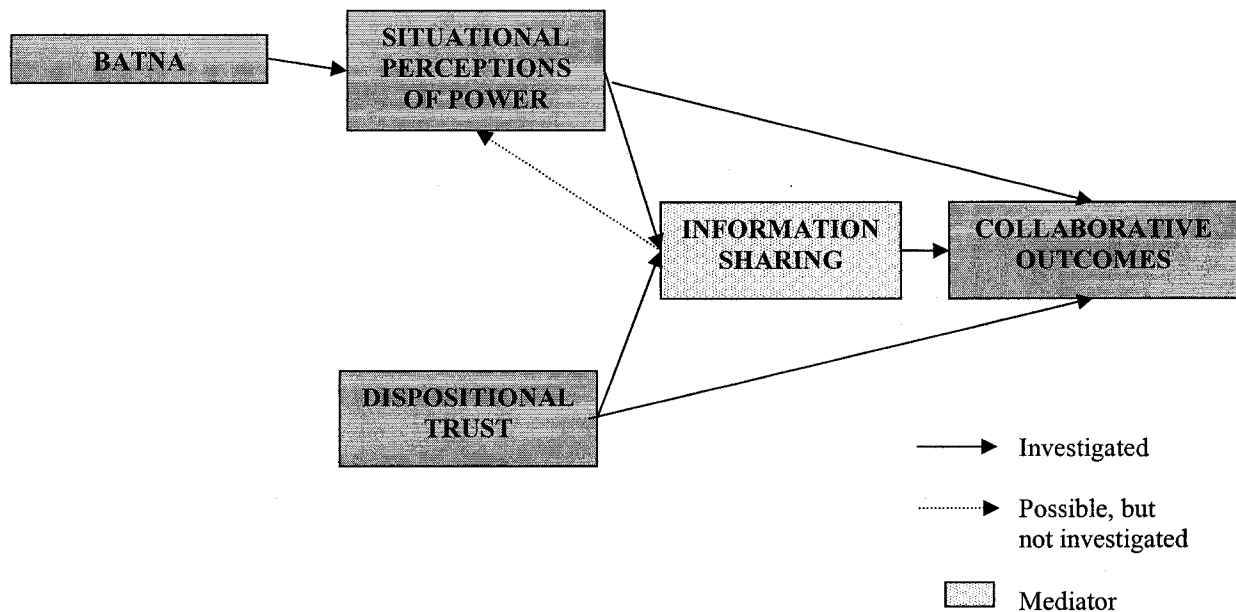 BATNA
SITUATIONAL
PERCEPTIONS
OF POWER
INFORMATION
SHARING
COLLABORATIVE
OUTCOMES
DISPOSITIONAL
TRUST
Investigated
Possible, but
not investigated
Mediator